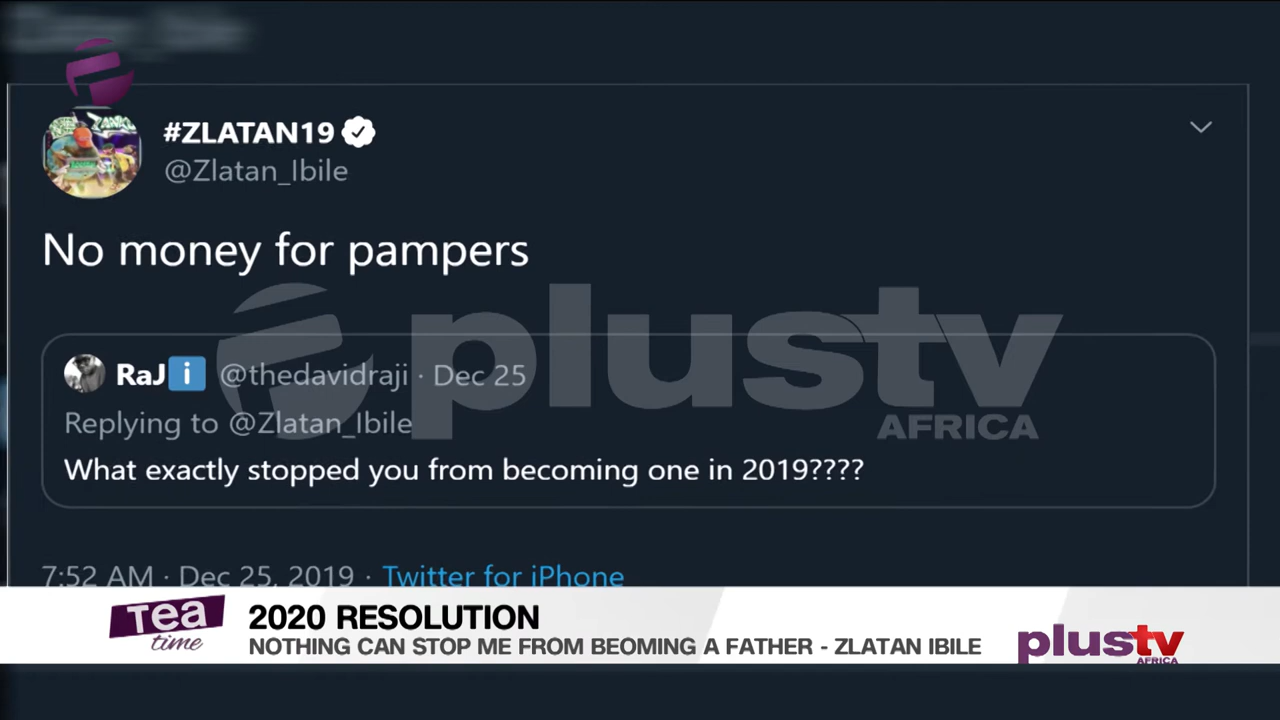 #ZLATAN19
@Zlatan_Ibile
No money for pampers
plustv
AFRICA
RaJ @thedavidraji · Dec 25
Replying to @Zlatan_Ibile
What exactly stopped you from becoming one in 2019????
7:52 AM · Dec 25, 2019 · Twitter for iPhone
Tea
time
2020 RESOLUTION
NOTHING CAN STOP ME FROM BEOMING A FATHER - ZLATAN IBILE
plustv
AFRICA